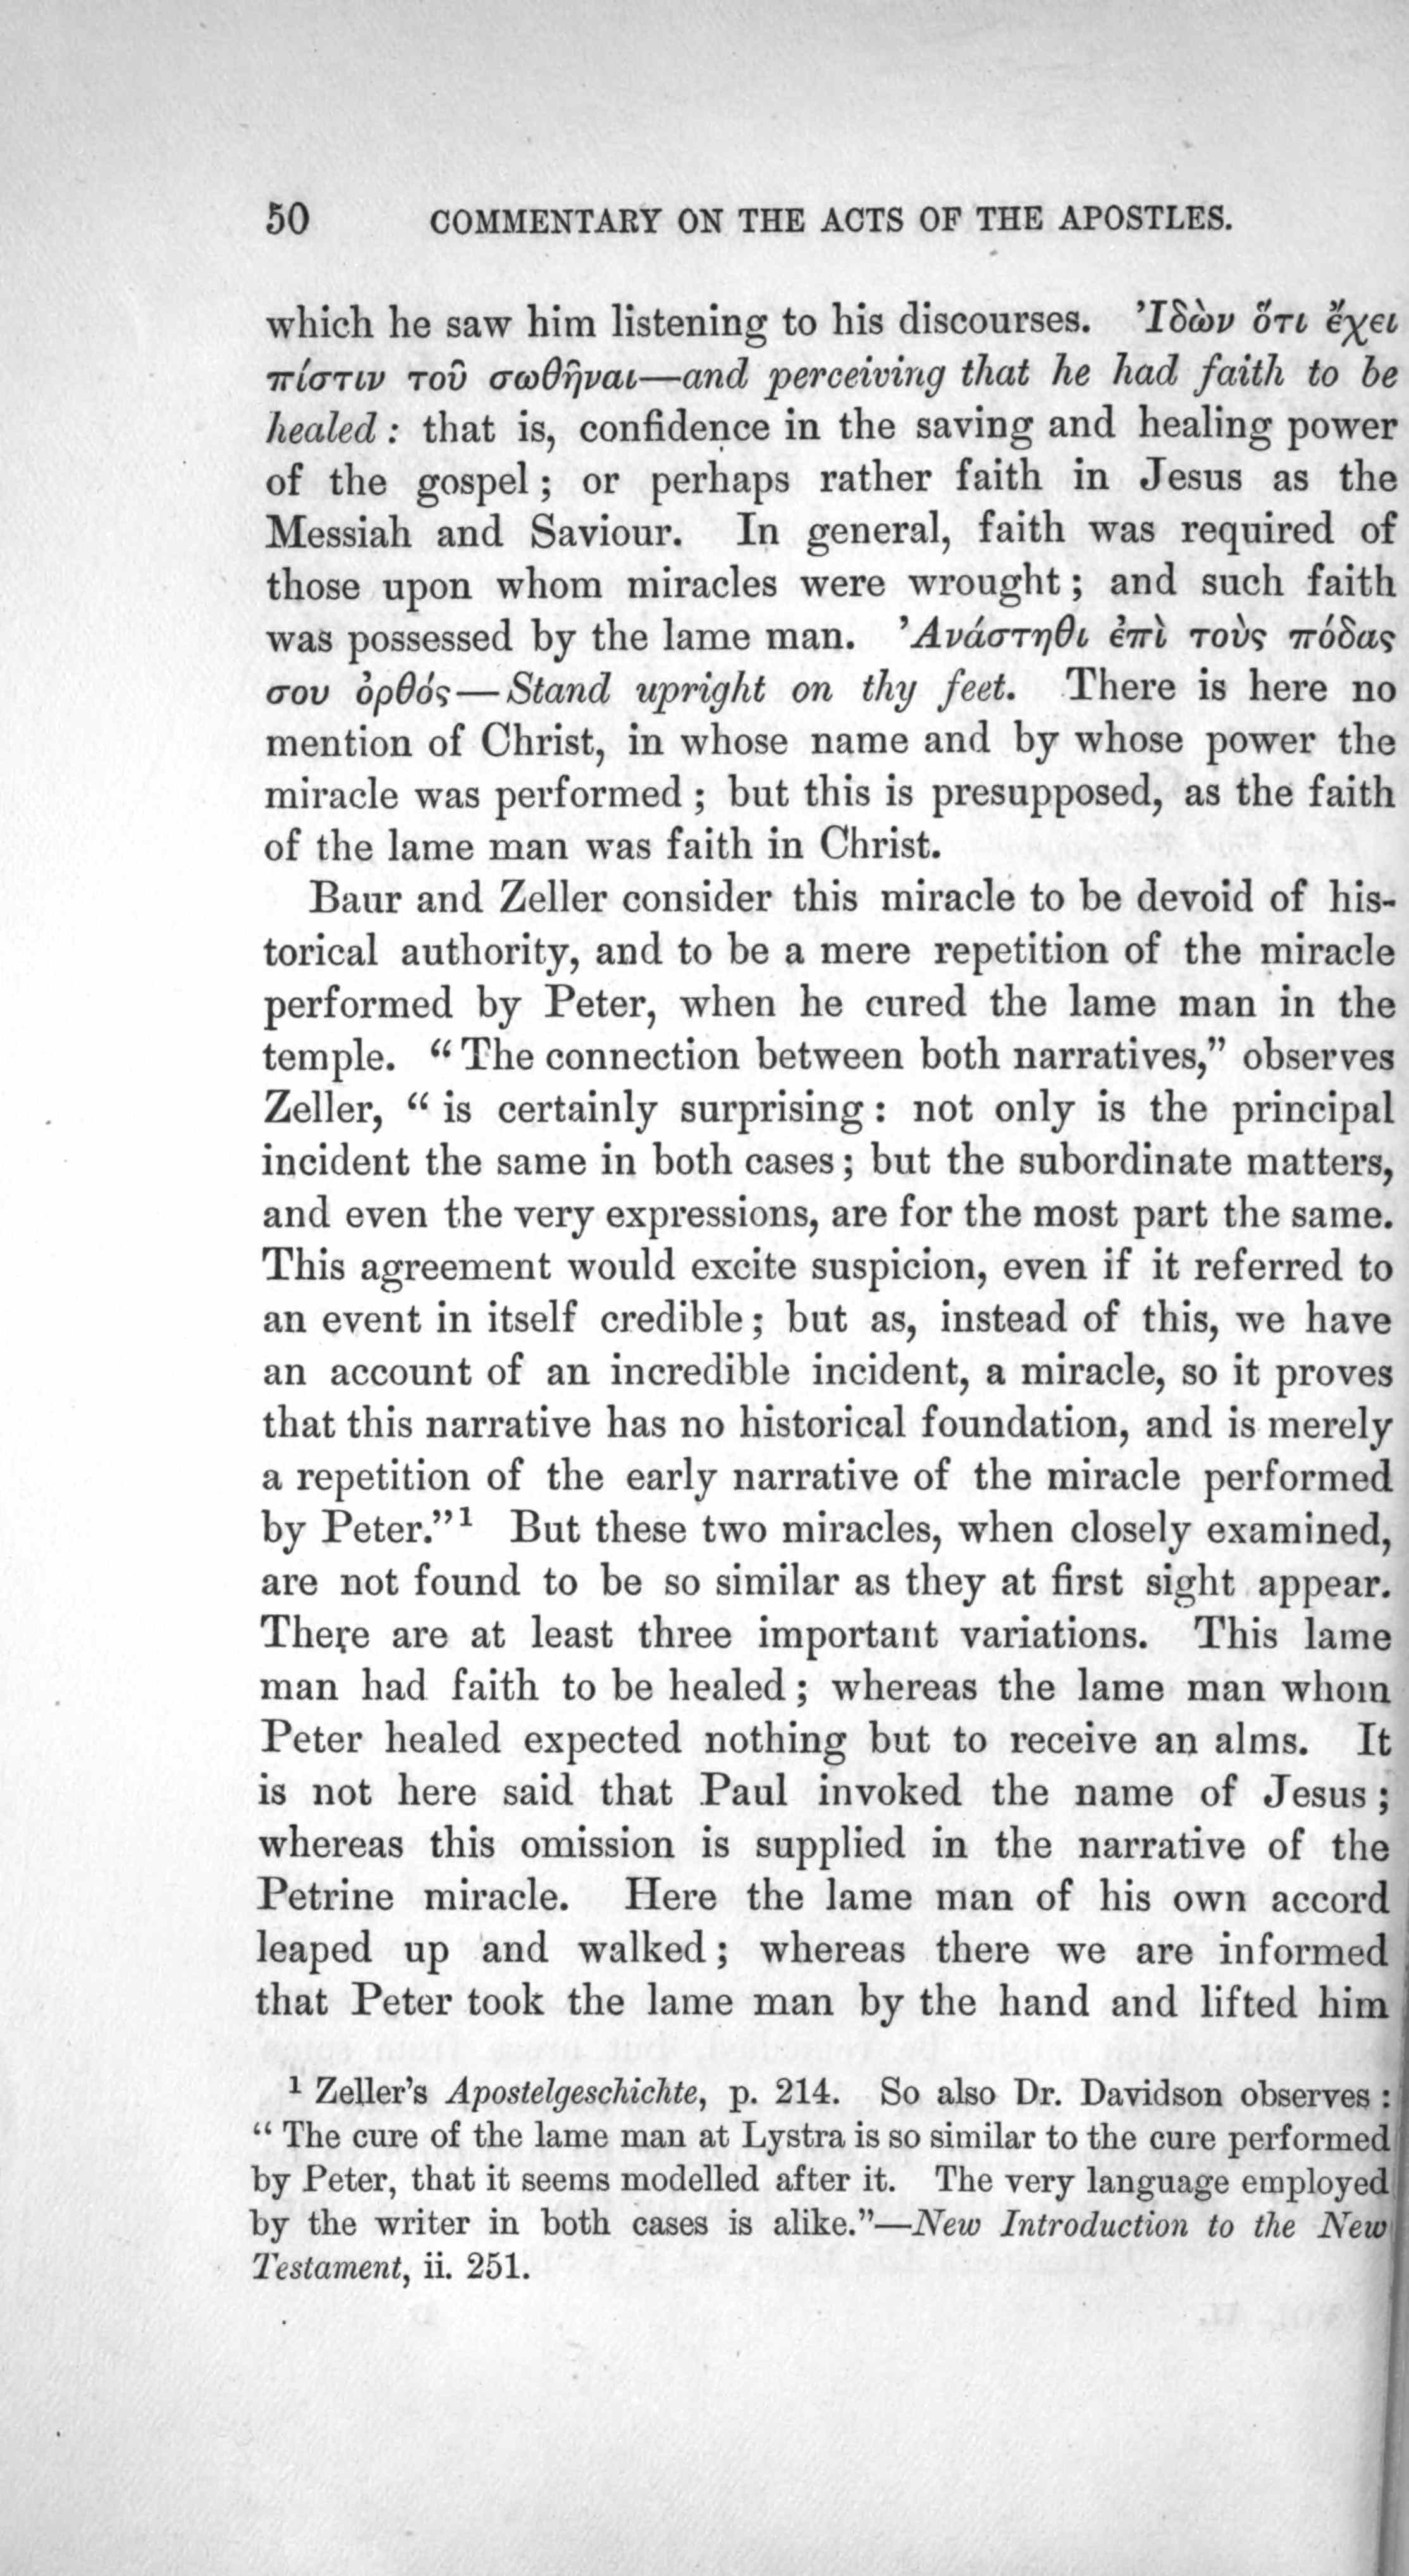 50 COMMENTARY ON THE ACTS OF THE APOSTLES.
which he saw him listening to his discourses. Ἰδὼν ὅτι ἔχει
πίστιν τοῦ σωθῆναι—and perceiving that he had faith to be
healed: that is, confidence in the saving and healing power
of the gospel; or perhaps rather faith in Jesus as the
Messiah and Saviour. In general, faith was required of
those upon whom miracles were wrought; and such faith
was possessed by the lame man. Ἀνάστηθι ἐπὶ τοὺς πόδας
σου ὀρθός—Stand upright on thy feet. There is here no
mention of Christ, in whose name and by whose power the
miracle was performed; but this is presupposed, as the faith
of the lame man was faith in Christ.
Baur and Zeller consider this miracle to be devoid of his-
torical authority, and to be a mere repetition of the miracle
performed by Peter, when he cured the lame man in the
temple. "The connection between both narratives," observes
Zeller, "is certainly surprising: not only is the principal
incident the same in both cases; but the subordinate matters,
and even the very expressions, are for the most part the same.
This agreement would excite suspicion, even if it referred to
an event in itself credible; but as, instead of this, we have
an account of an incredible incident, a miracle, so it proves
that this narrative has no historical foundation, and is merely
a repetition of the early narrative of the miracle performed
by Peter."¹ But these two miracles, when closely examined,
are not found to be so similar as they at first sight appear.
There are at least three important variations. This lame
man had faith to be healed; whereas the lame man whom
Peter healed expected nothing but to receive an alms. It
is not here said that Paul invoked the name of Jesus;
whereas this omission is supplied in the narrative of the
Petrine miracle. Here the lame man of his own accord
leaped up and walked; whereas there we are informed
that Peter took the lame man by the hand and lifted him
¹ Zeller's Apostelgeschichte, p. 214. So also Dr. Davidson observes:
"The cure of the lame man at Lystra is so similar to the cure performed
by Peter, that it seems modelled after it. The very language employed
by the writer in both cases is alike."—New Introduction to the New
Testament, ii. 251.